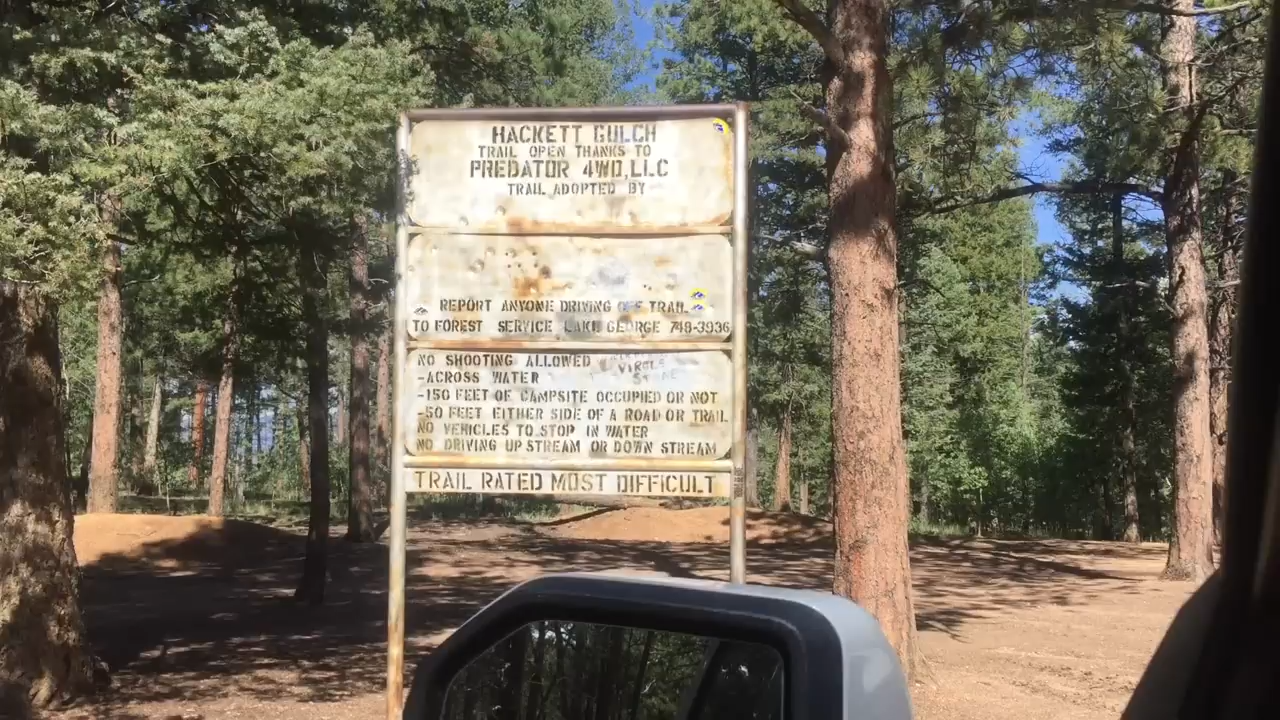 HACKETT GULCH
TRAIL OPEN THANKS TO
PREDATOR 4WD,LLC
TRAIL ADOPTED BY
REPORT ANYONE DRIVING OFF TRAIL
TO FOREST SERVICE LAKE GEORGE 748-3936
NO SHOOTING ALLOWED
-ACROSS WATER
-150 FEET OF CAMPSITE OCCUPIED OR NOT
-50 FEET EITHER SIDE OF A ROAD OR TRAIL
NO VEHICLES TO STOP IN WATER
NO DRIVING UP STREAM OR DOWN STREAM
TRAIL RATED MOST DIFFICULT